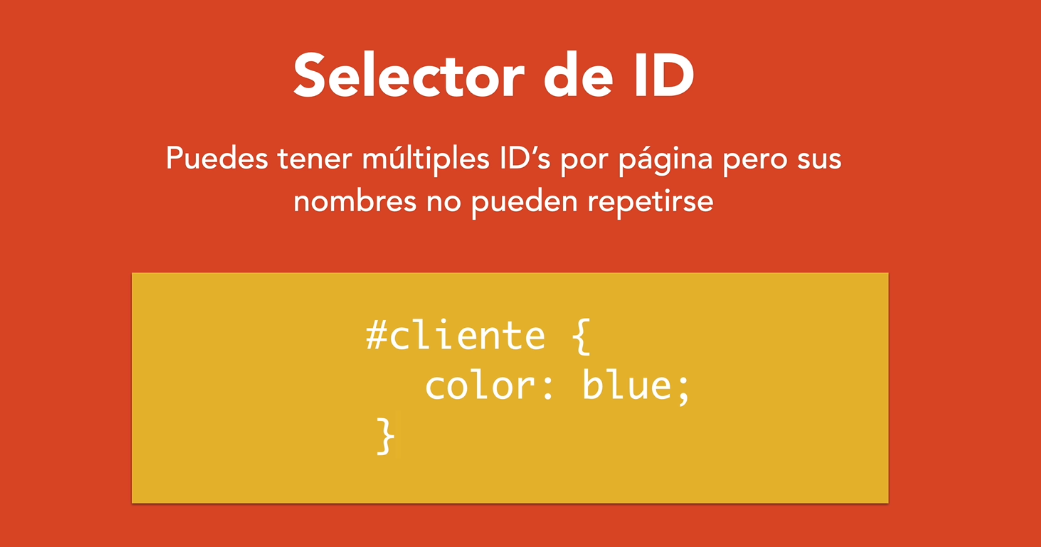 Selector de ID
Puedes tener múltiples ID’s por página pero sus
nombres no pueden repetirse
#cliente {
color: blue;
}